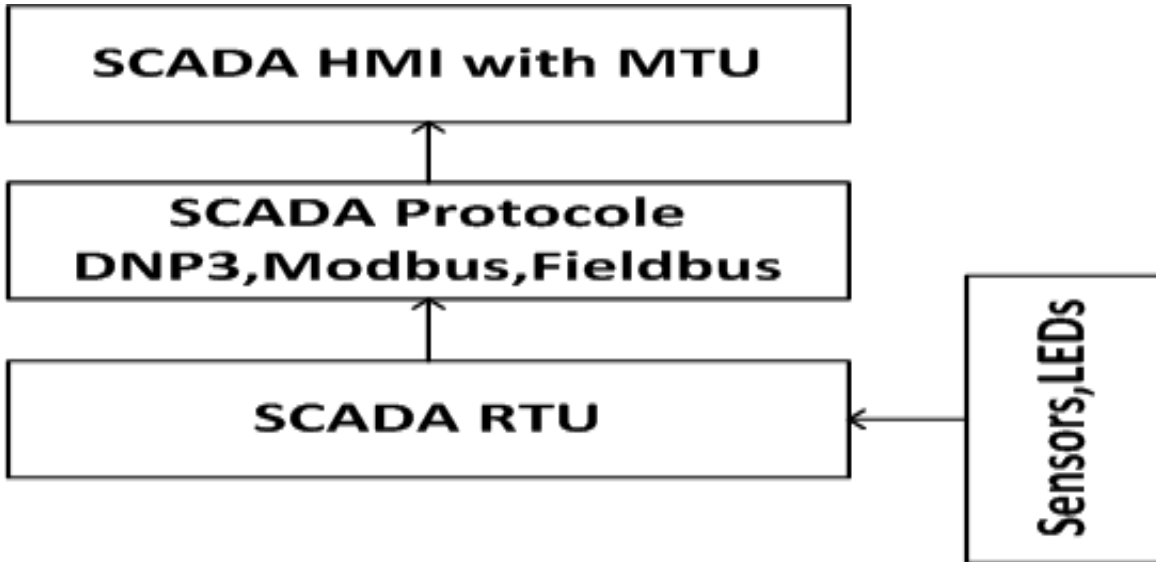 SCADA HMI with MTU
SCADA Protocole
DNP3,Modbus,Fieldbus
SCADA RTU
Sensors,LEDs